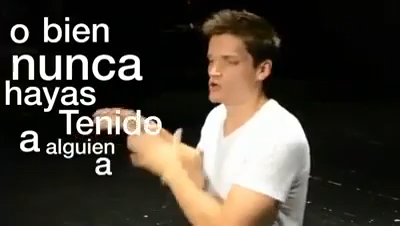 o bien
nunca
hayas
Tenido
a alguien
a